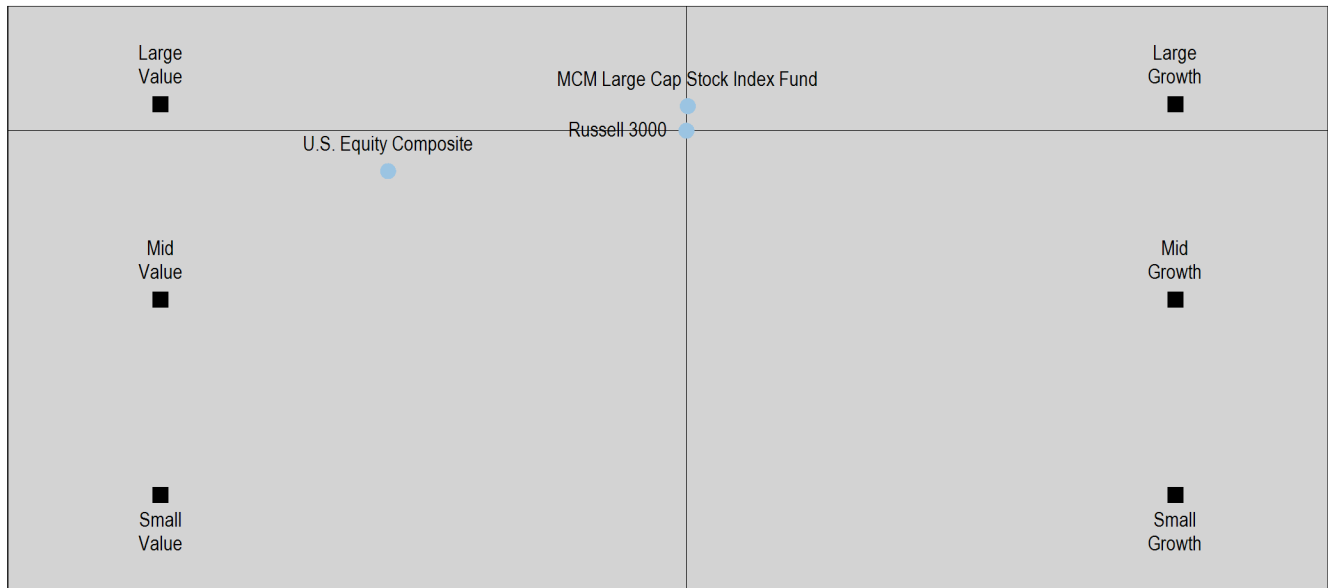 Large
Value
Large
Growth
MCM Large Cap Stock Index Fund
Russell 3000
U.S. Equity Composite
Mid
Value
Mid
Growth
Small
Value
Small
Growth